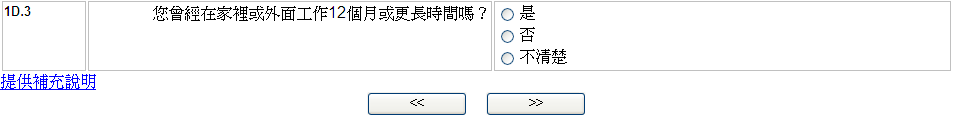 1D.3 您曾經在家裡或外面工作12個月或更長時間嗎？
是
否
不清楚
提供補充說明
<< >>